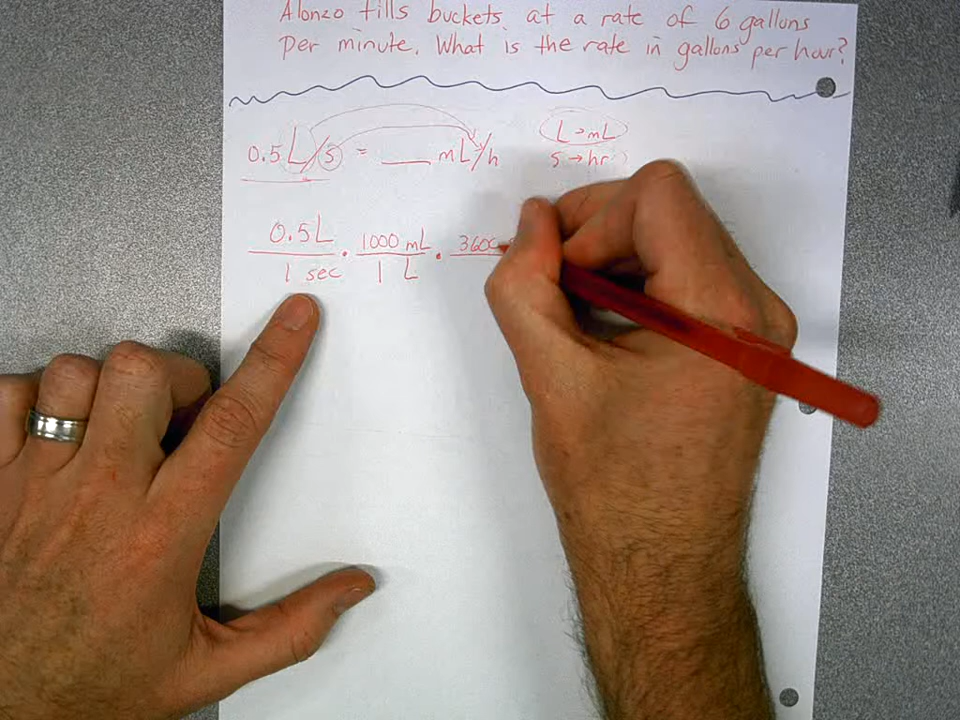 Alonzo fills buckets at a rate of 6 gallons
per minute. What is the rate in gallons per hour?
0.5 L/s = ___ mL/h
L → mL
s → hr
0.5L / 1 sec · 1000 mL / 1 L · 3600